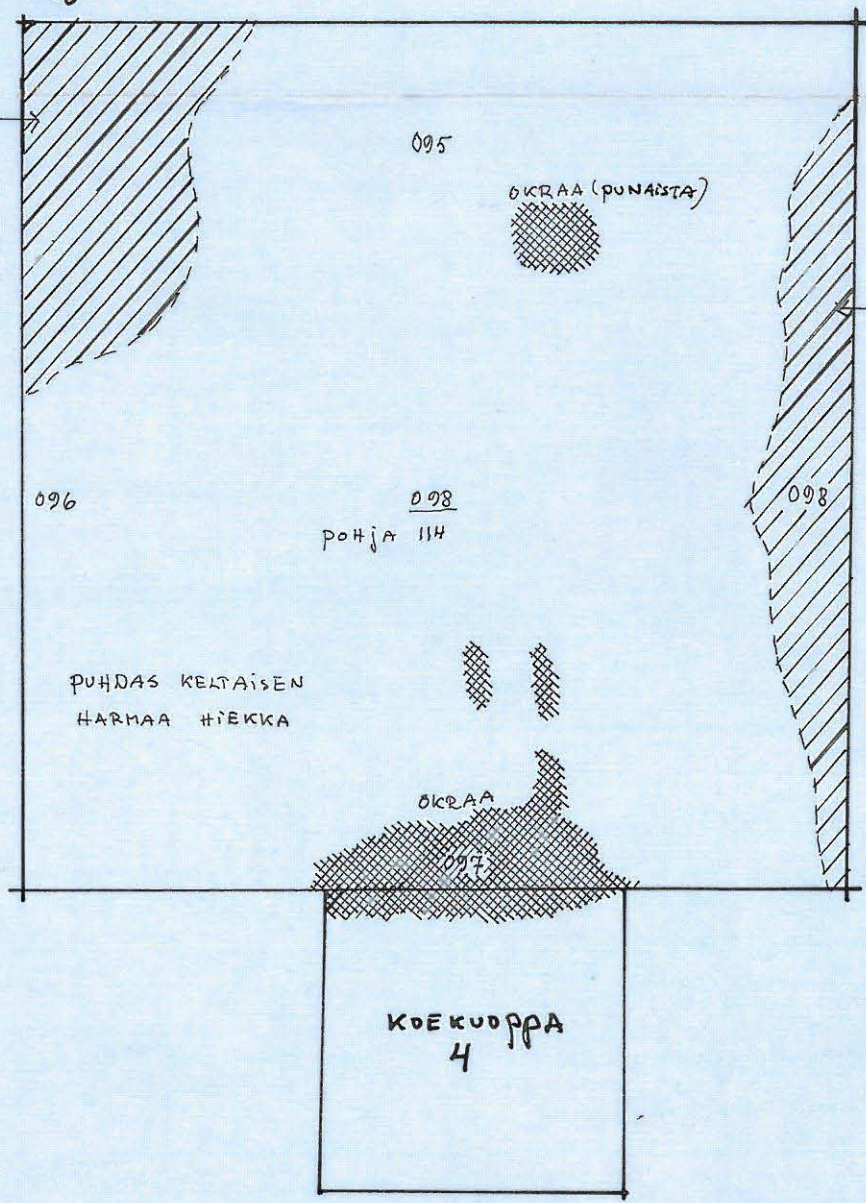 095
OKRAA (PUNAISTA)
096
098
POHJA 114
098
PUHDAS KELTAISEN
HARMAA HIEKKA
OKRAA
097
KOEKUOPPA
4